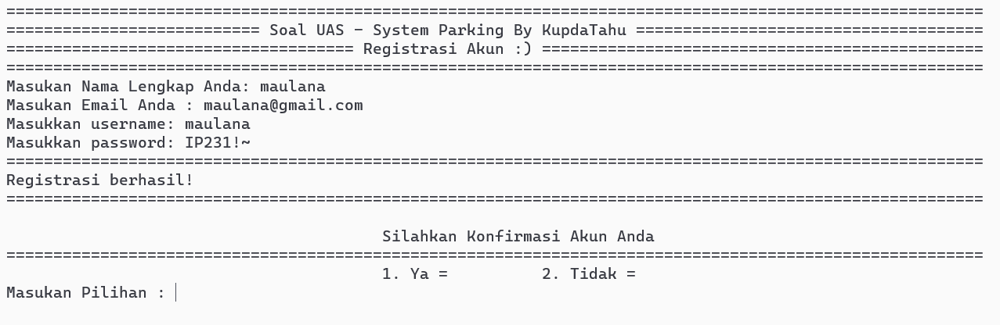 ========================================================================================================
=========================== Soal UAS - System Parking By KupdaTahu =====================================
===================================== Registrasi Akun :) ===============================================
========================================================================================================
Masukan Nama Lengkap Anda: maulana
Masukan Email Anda : maulana@gmail.com
Masukkan username: maulana
Masukkan password: IP231!~
========================================================================================================
Registrasi berhasil!
========================================================================================================
Silahkan Konfirmasi Akun Anda
========================================================================================================
1. Ya =          2. Tidak =
Masukan Pilihan :